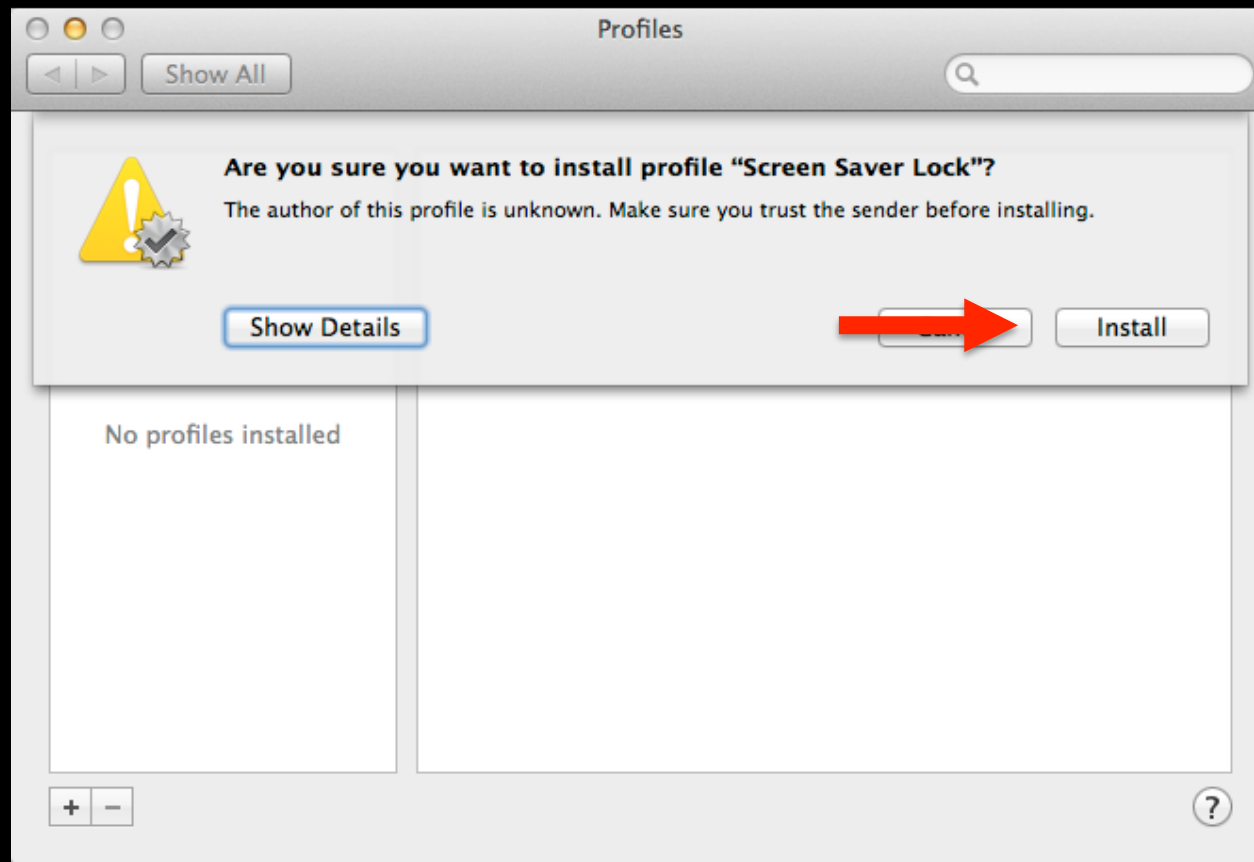 Profiles
Show All
Are you sure you want to install profile “Screen Saver Lock”?
The author of this profile is unknown. Make sure you trust the sender before installing.
Show Details
Install
No profiles installed
+ −
?